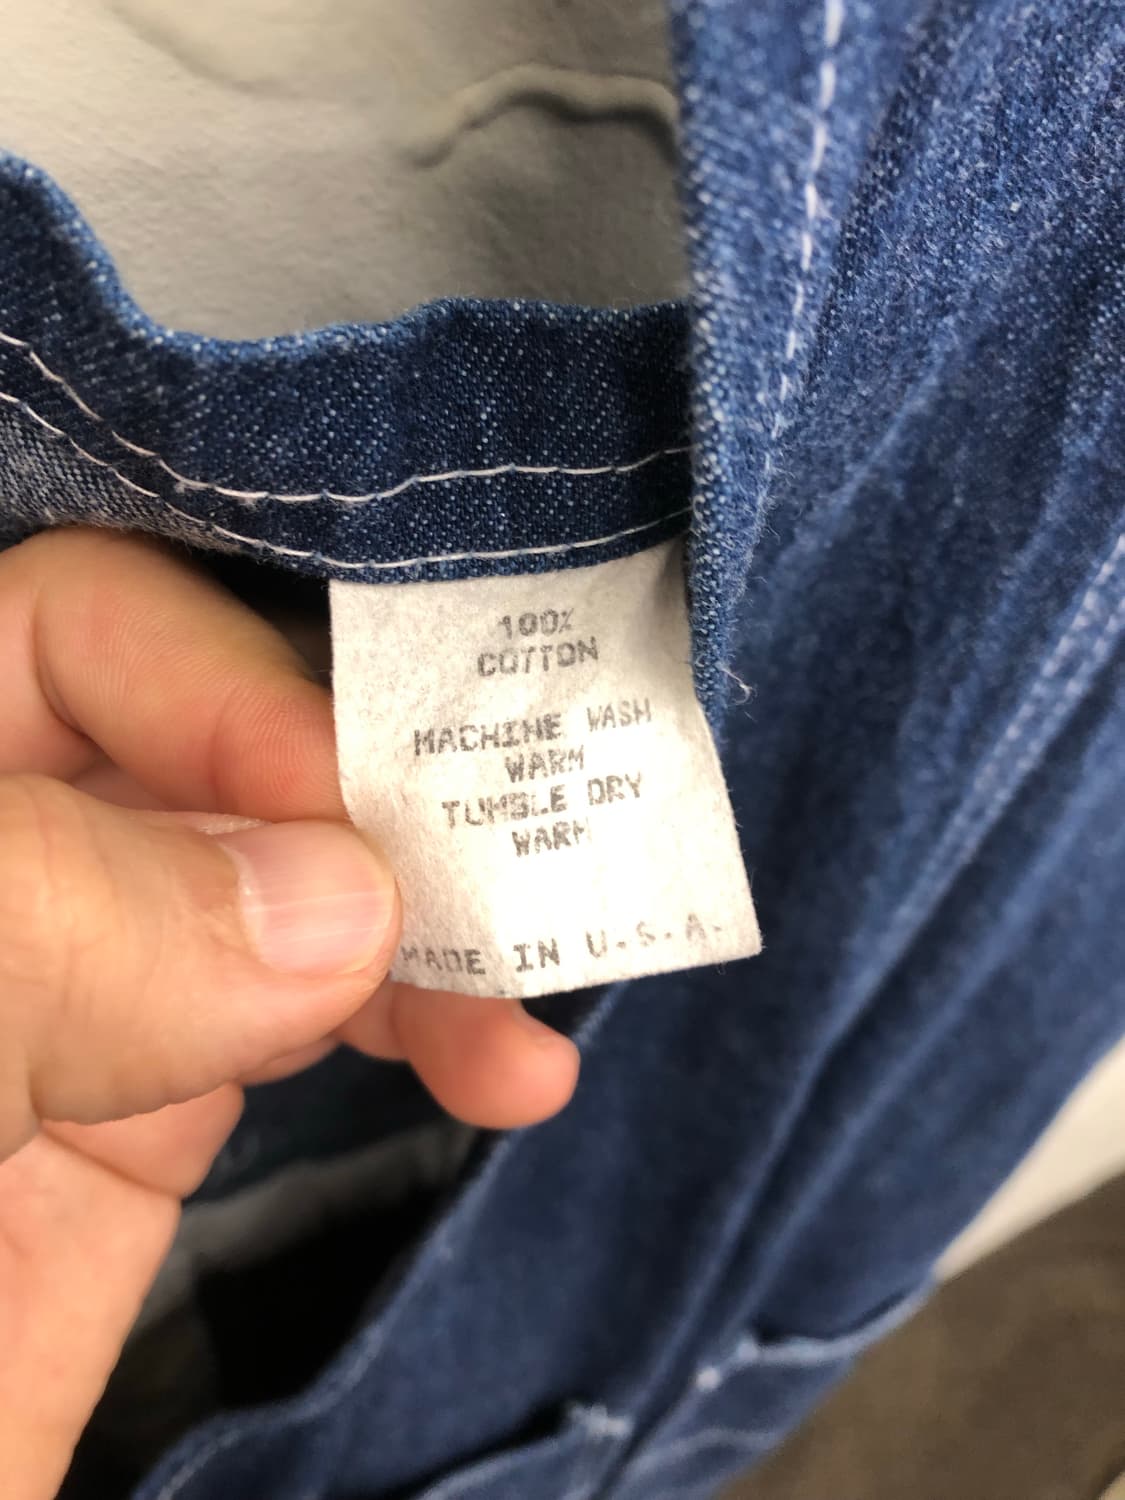 100%
COTTON
MACHINE WASH
WARM
TUMBLE DRY
WARM
MADE IN U.S.A.